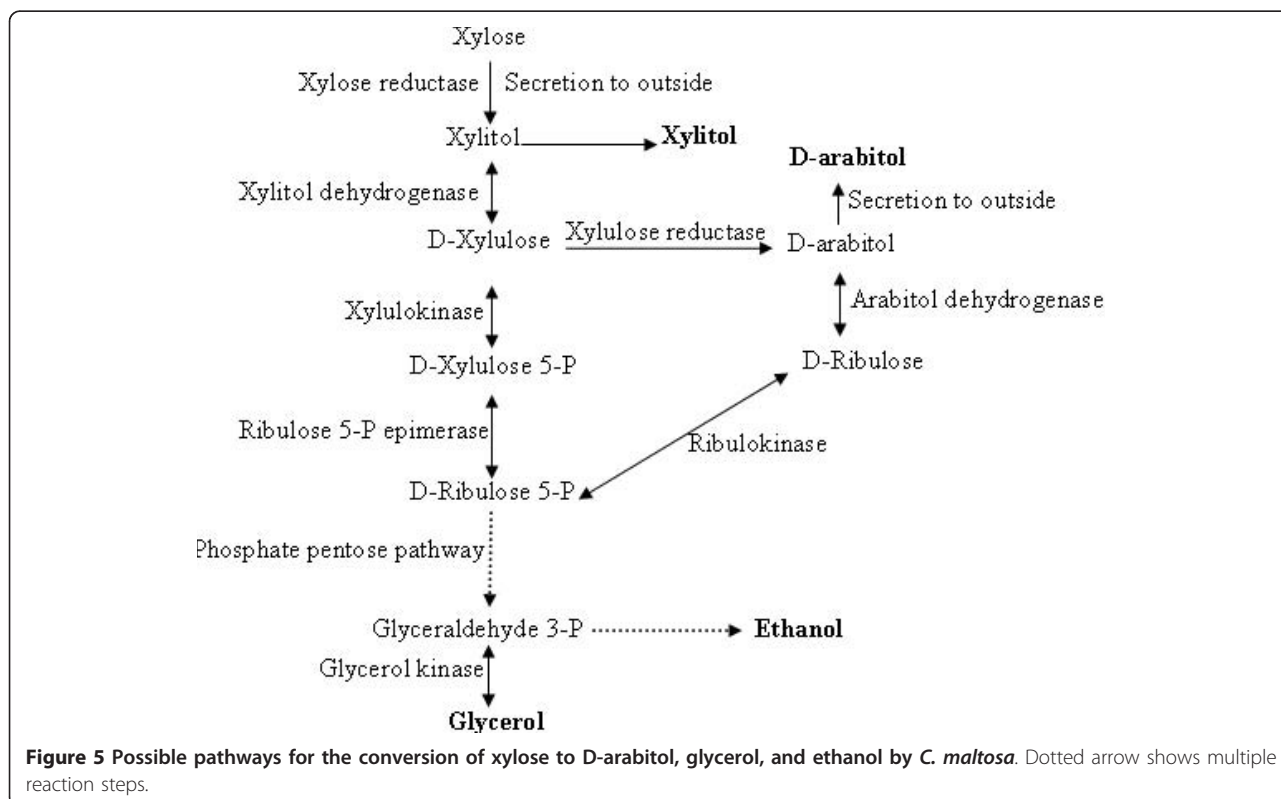 Xylose
Xylose reductase Secretion to outside
Xylitol Xylitol
D-arabitol
Xylitol dehydrogenase Secretion to outside
D-Xylulose Xylulose reductase D-arabitol
Xylulokinase Arabitol dehydrogenase
D-Xylulose 5-P D-Ribulose
Ribulose 5-P epimerase Ribulokinase
D-Ribulose 5-P
Phosphate pentose pathway
Glyceraldehyde 3-P Ethanol
Glycerol kinase
Glycerol
Figure 5 Possible pathways for the conversion of xylose to D-arabitol, glycerol, and ethanol by C. maltosa. Dotted arrow shows multiple
reaction steps.